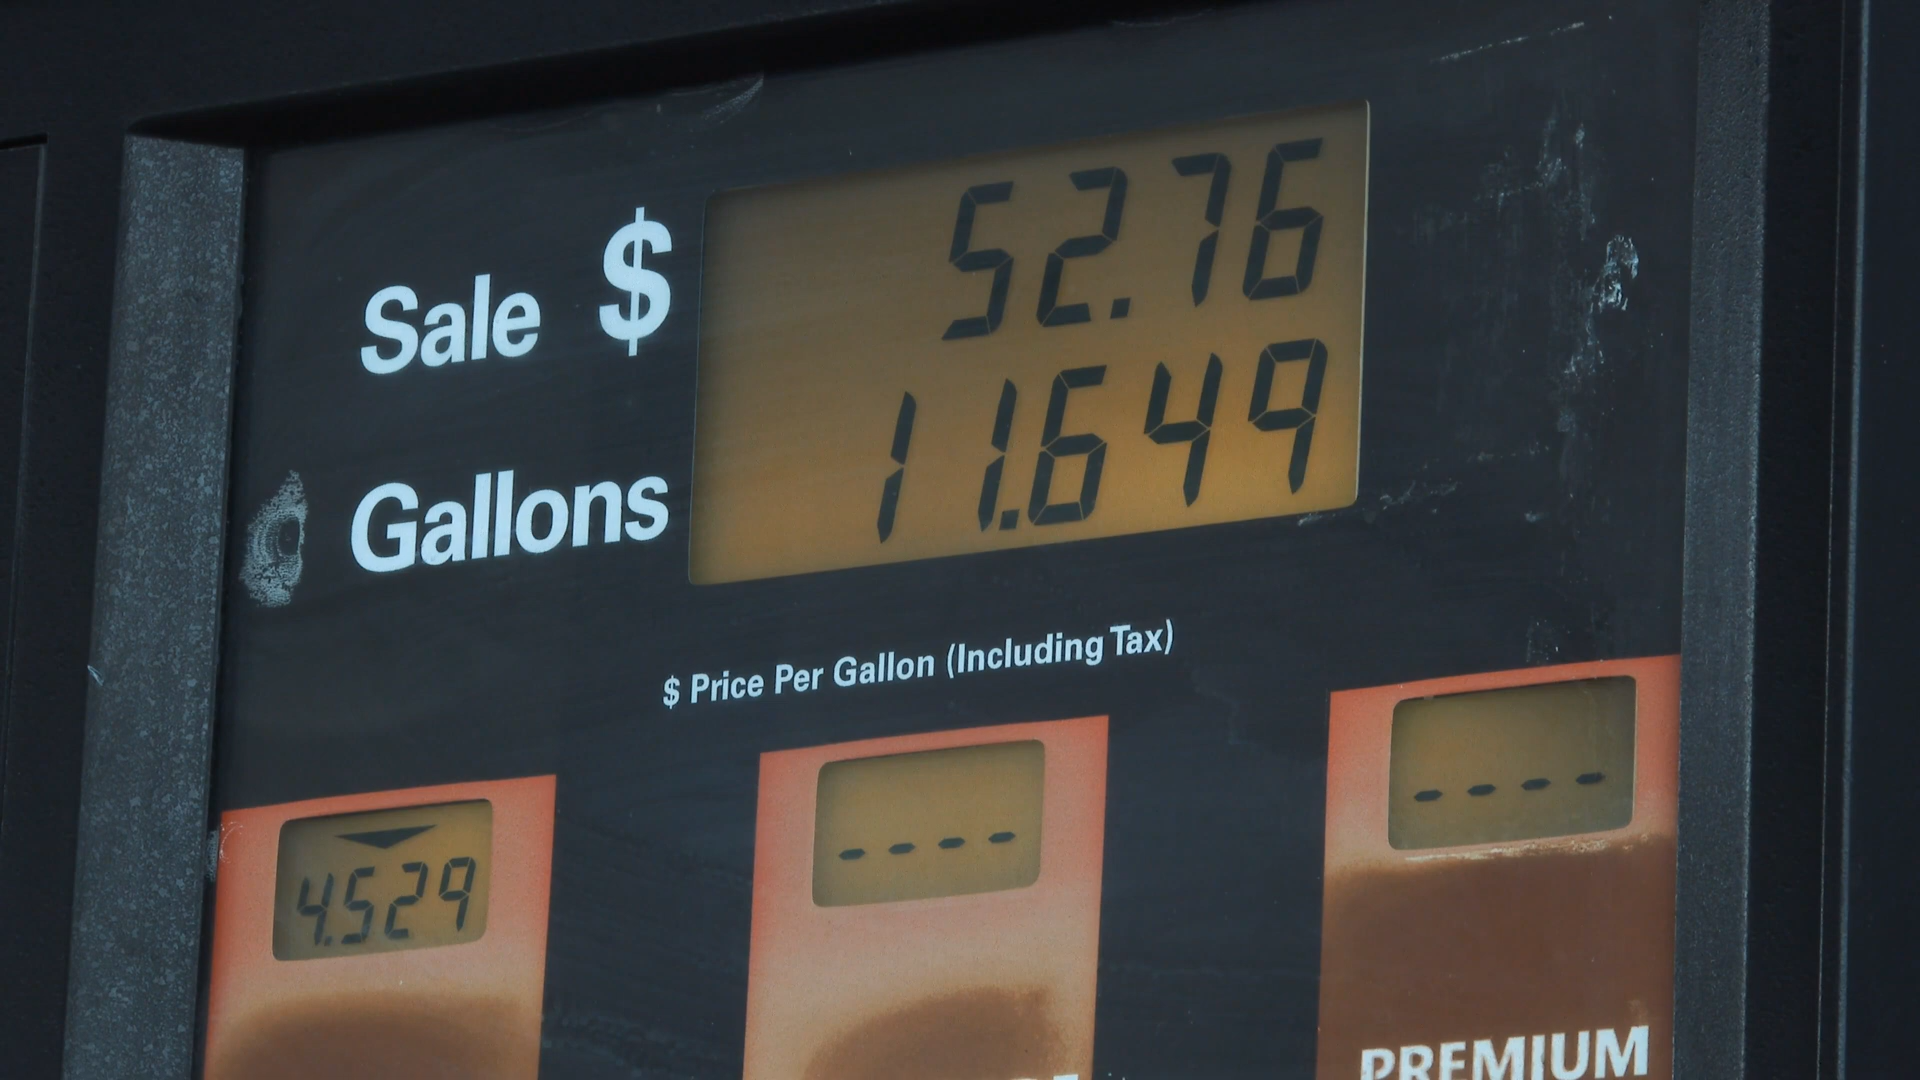 Sale $ 52.76
Gallons 11.649
$ Price Per Gallon (Including Tax)
4.529
- - - -
- - - -
PREMIUM